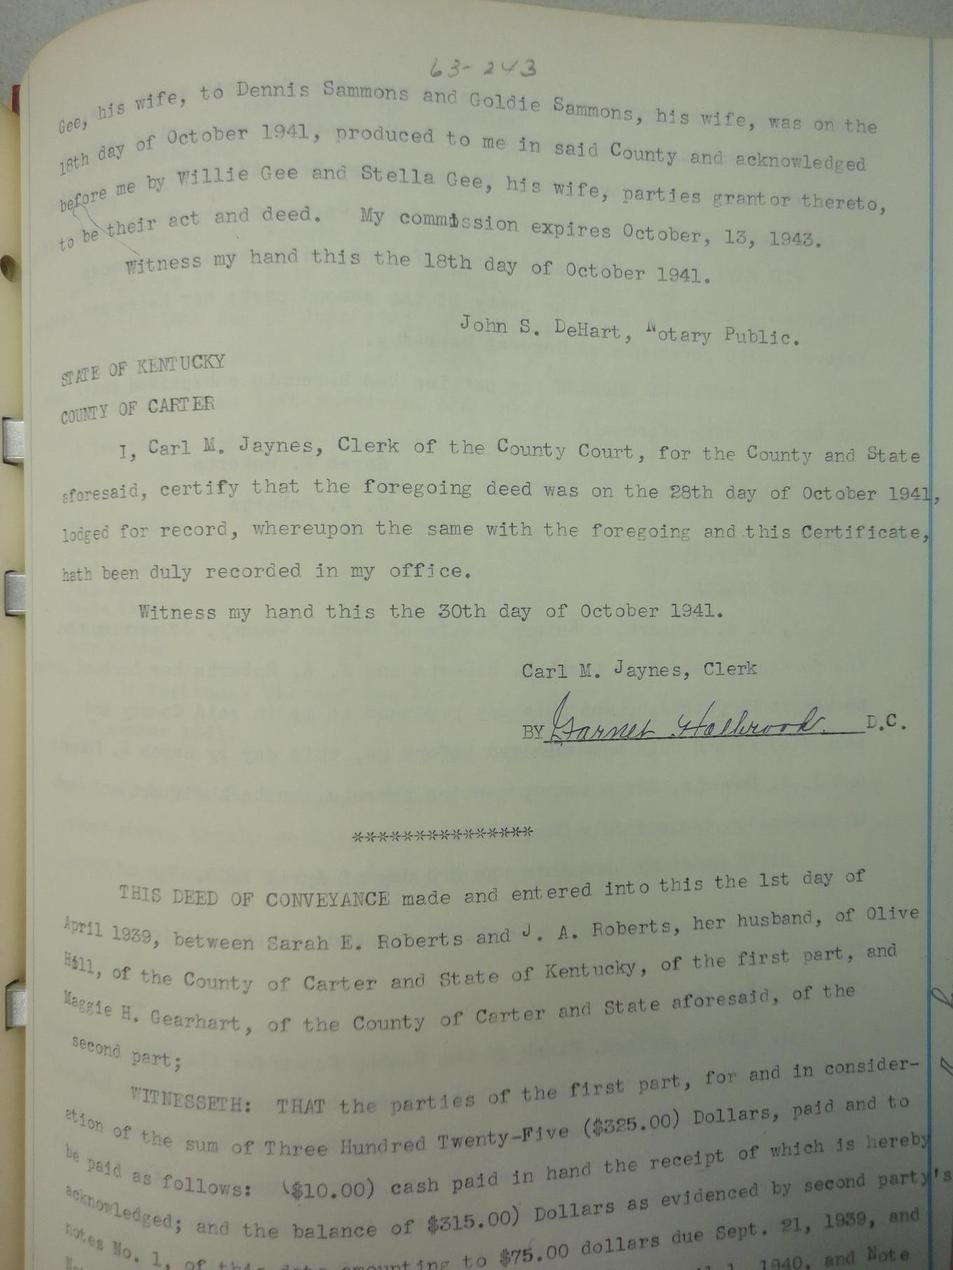 63-243
Gee, his wife, to Dennis Sammons and Goldie Sammons, his wife, was on the
18th day of October 1941, produced to me in said County and acknowledged
before me by Willie Gee and Stella Gee, his wife, parties grantor thereto,
to be their act and deed. My commission expires October, 13, 1943.
Witness my hand this the 18th day of October 1941.
John S. DeHart, Notary Public.
STATE OF KENTUCKY
COUNTY OF CARTER
I, Carl M. Jaynes, Clerk of the County Court, for the County and State
aforesaid, certify that the foregoing deed was on the 28th day of October 1941,
lodged for record, whereupon the same with the foregoing and this Certificate,
hath been duly recorded in my office.
Witness my hand this the 30th day of October 1941.
Carl M. Jaynes, Clerk
BY Garnet Holbrook D.C.
***************
THIS DEED OF CONVEYANCE made and entered into this the 1st day of
April 1939, between Sarah E. Roberts and J. A. Roberts, her husband, of Olive
Hill, of the County of Carter and State of Kentucky, of the first part, and
Maggie H. Gearhart, of the County of Carter and State aforesaid, of the
second part;
WITNESSETH: THAT the parties of the first part, for and in consider-
ation of the sum of Three Hundred Twenty-Five ($325.00) Dollars, paid and to
be paid as follows: ($10.00) cash paid in hand the receipt of which is hereby
acknowledged; and the balance of $315.00) Dollars as evidenced by second party's
notes No. 1, of this date amounting to $75.00 dollars due Sept. 21, 1939, and
1, 1940, and Note